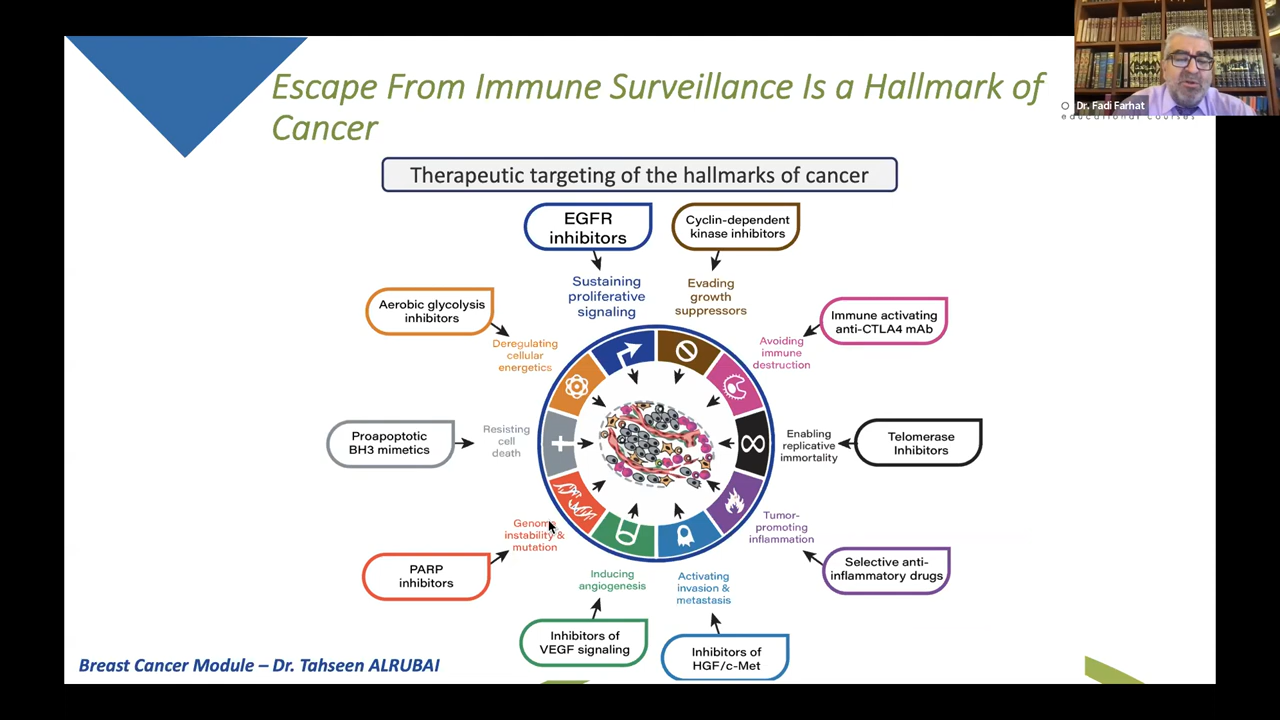 Escape From Immune Surveillance Is a Hallmark of
Cancer
Dr. Fadi Farhat
educational courses
Therapeutic targeting of the hallmarks of cancer
EGFR
inhibitors
Cyclin-dependent
kinase inhibitors
Sustaining
proliferative
signaling
Evading
growth
suppressors
Aerobic glycolysis
inhibitors
Immune activating
anti-CTLA4 mAb
Deregulating
cellular
energetics
Avoiding
immune
destruction
Proapoptotic
BH3 mimetics
Resisting
cell
death
Enabling
replicative
immortality
Telomerase
Inhibitors
Genome
instability &
mutation
Tumor-
promoting
inflammation
PARP
inhibitors
Selective anti-
inflammatory drugs
Inducing
angiogenesis
Activating
invasion &
metastasis
Inhibitors of
VEGF signaling
Inhibitors of
HGF/c-Met
Breast Cancer Module – Dr. Tahseen ALRUBAI